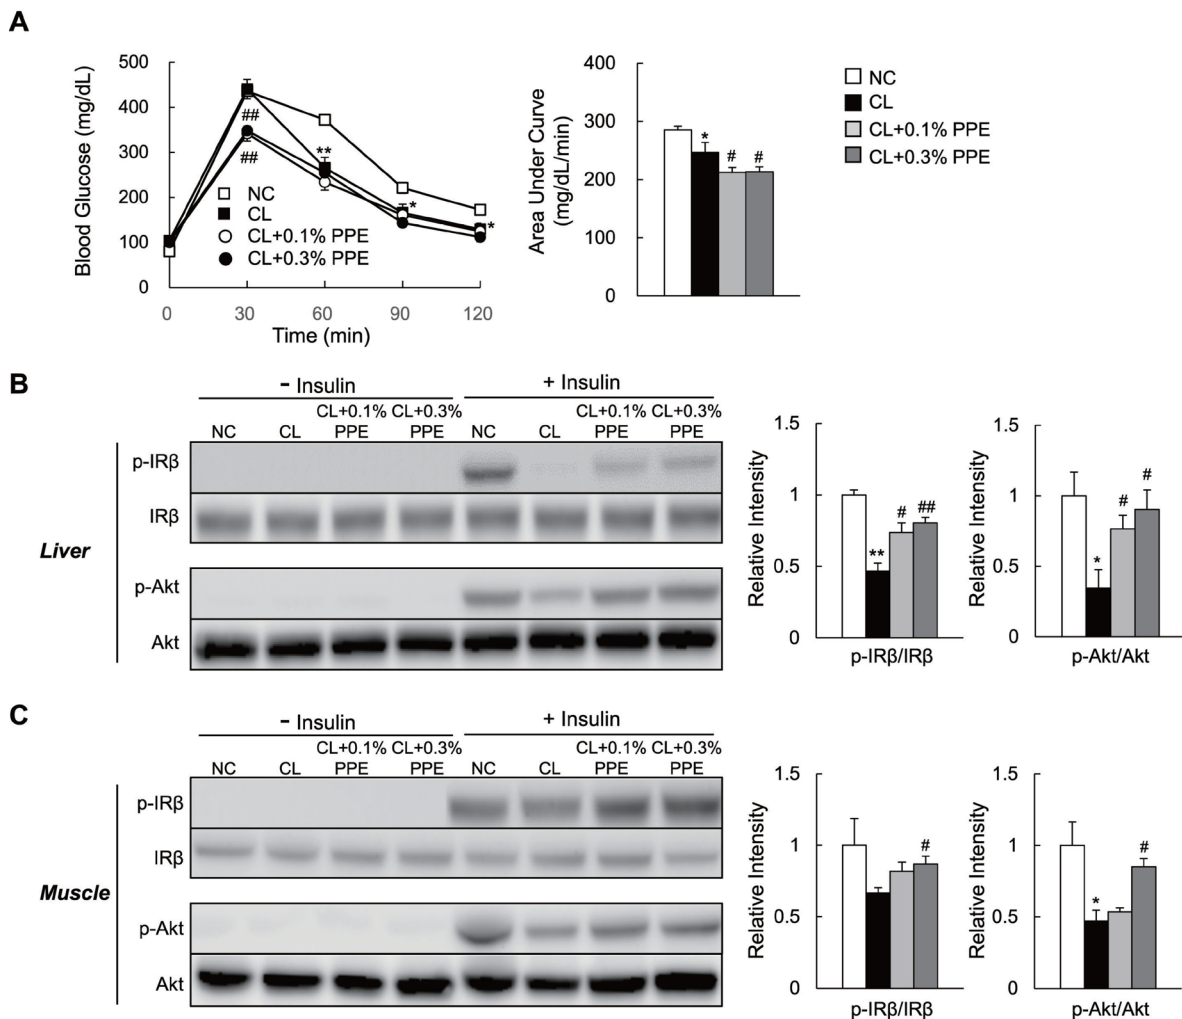 A
Blood Glucose (mg/dL)
500
400
300
200
100
0
##
##
**
*
*
NC
CL
CL+0.1% PPE
CL+0.3% PPE
0 30 60 90 120
Time (min)
Area Under Curve
(mg/dL/min)
400
300
200
100
0
* # #
NC
CL
CL+0.1% PPE
CL+0.3% PPE
B
- Insulin + Insulin
CL+0.1% CL+0.3% CL+0.1% CL+0.3%
NC CL PPE PPE NC CL PPE PPE
Liver
p-IRβ
IRβ
p-Akt
Akt
Relative Intensity
1.5
1
0.5
0
** # ##
p-IRβ/IRβ
Relative Intensity
1.5
1
0.5
0
* # #
p-Akt/Akt
C
- Insulin + Insulin
CL+0.1% CL+0.3% CL+0.1% CL+0.3%
NC CL PPE PPE NC CL PPE PPE
Muscle
p-IRβ
IRβ
p-Akt
Akt
Relative Intensity
1.5
1
0.5
0
#
p-IRβ/IRβ
Relative Intensity
1.5
1
0.5
0
* #
p-Akt/Akt